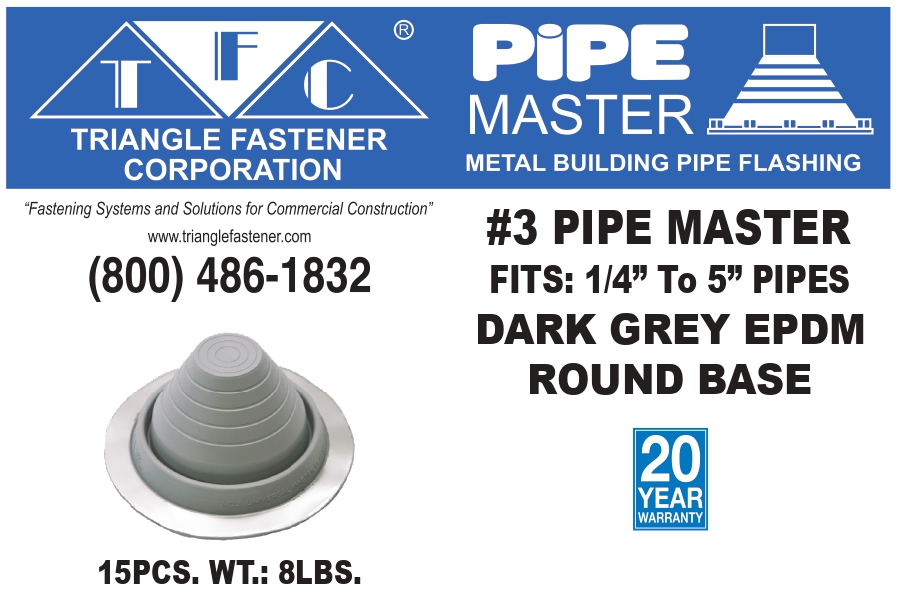 TFC ®
TRIANGLE FASTENER
CORPORATION
“Fastening Systems and Solutions for Commercial Construction”
www.trianglefastener.com
(800) 486-1832
15PCS. WT.: 8LBS.
PiPE
MASTER
METAL BUILDING PIPE FLASHING
#3 PIPE MASTER
FITS: 1/4” To 5” PIPES
DARK GREY EPDM
ROUND BASE
20
YEAR
WARRANTY